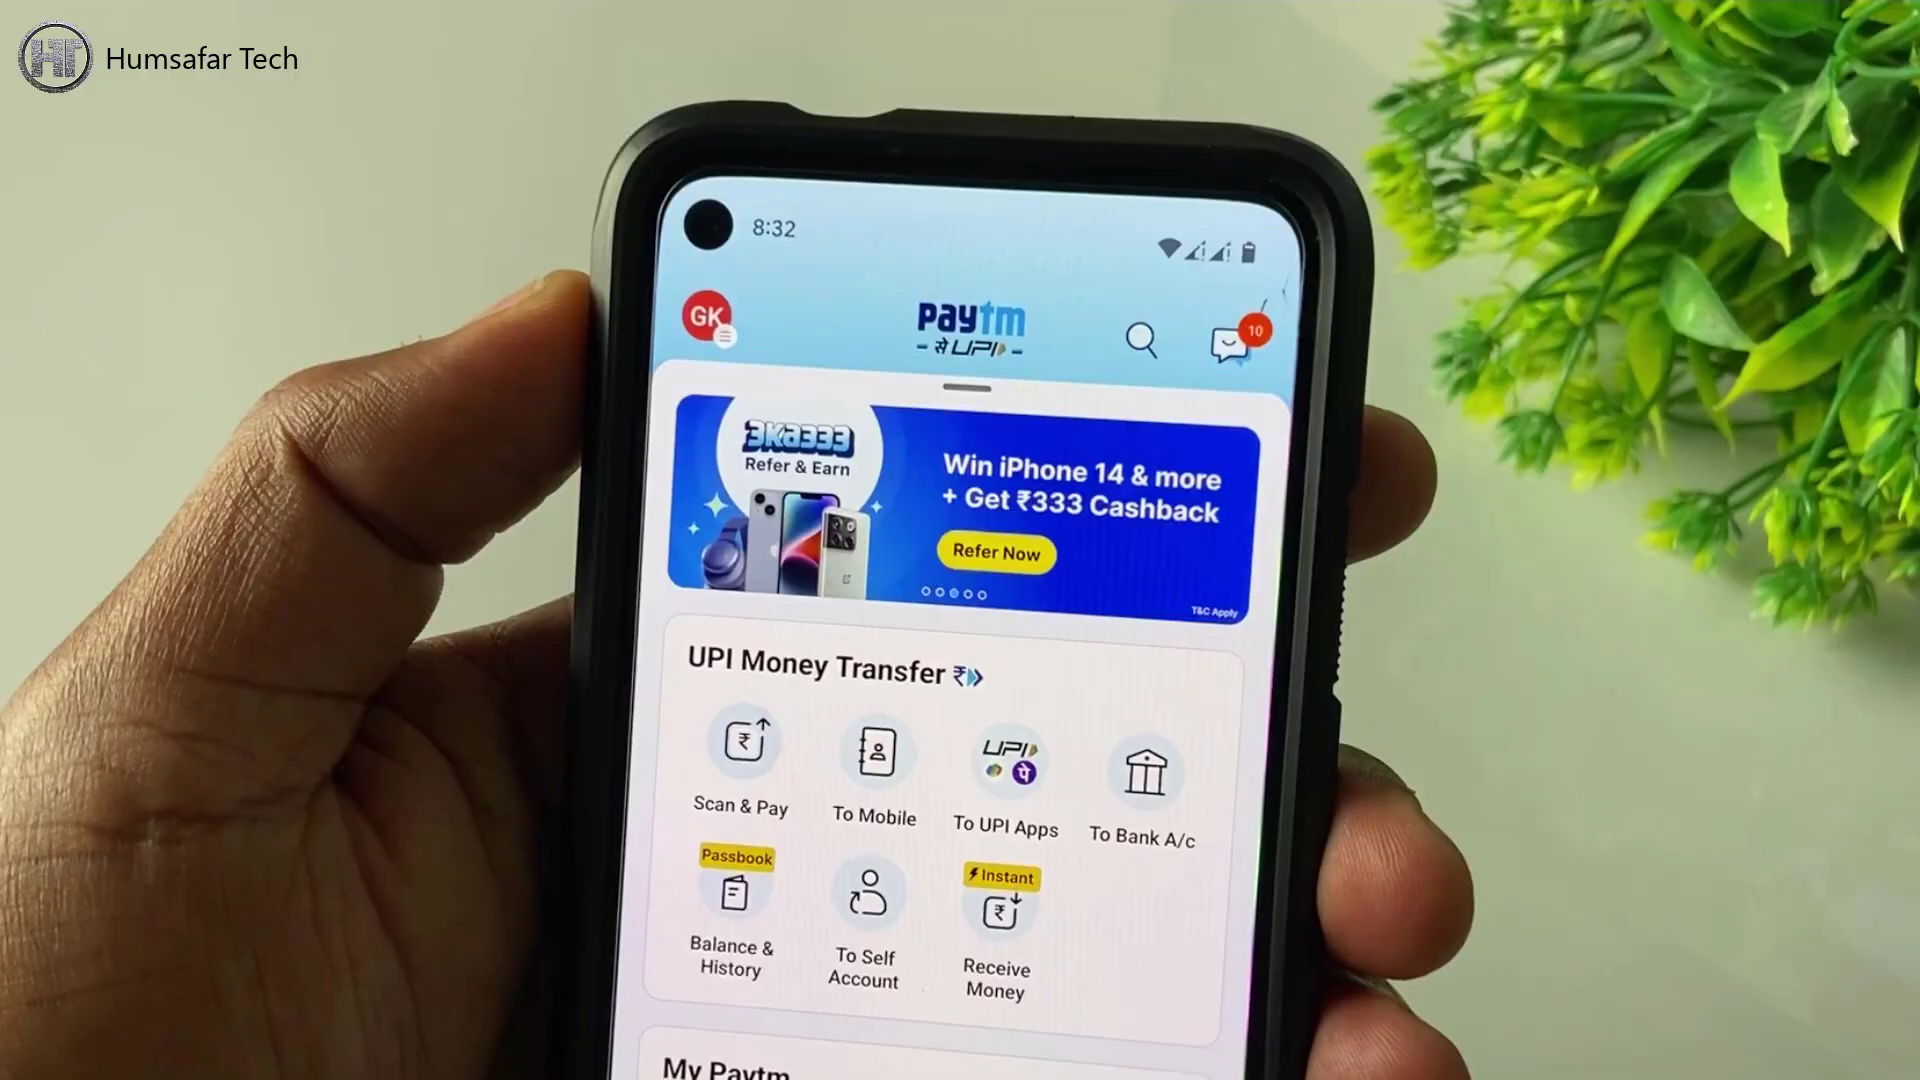 HT Humsafar Tech
8:32
GK
paytm
से UPI
10
3Ka333
Refer & Earn
Win iPhone 14 & more
+ Get ₹333 Cashback
Refer Now
T&C Apply
UPI Money Transfer ₹
Scan & Pay
To Mobile
UPI
पे
To UPI Apps
To Bank A/c
Passbook
Balance &
History
To Self
Account
Instant
Receive
Money
My Paytm